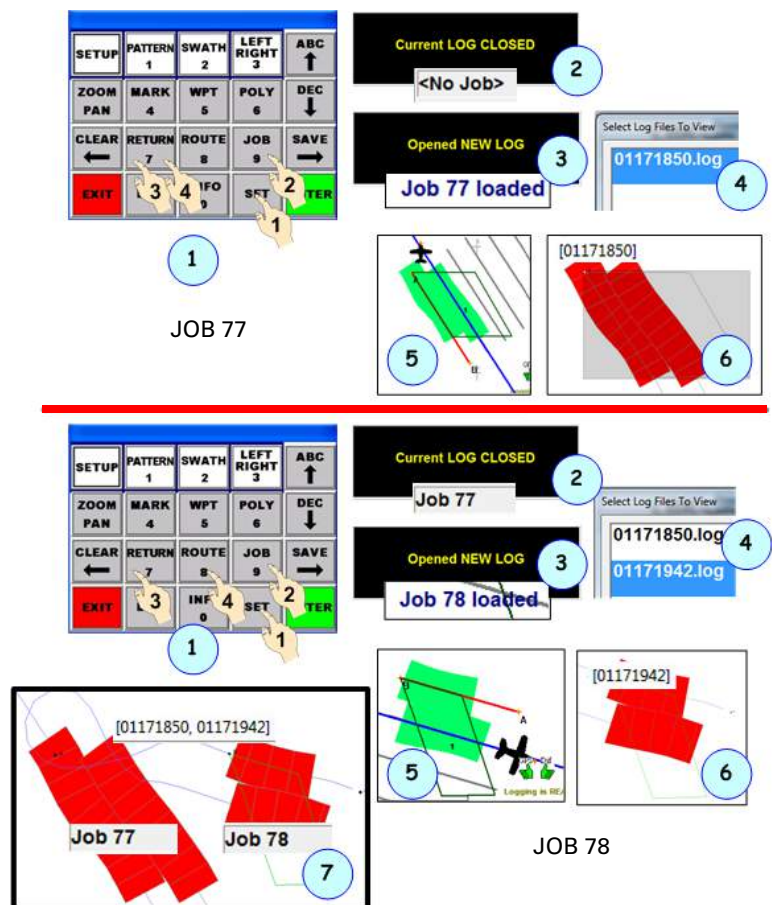 SETUP PATTERN 1 SWATH 2 LEFT RIGHT 3 ABC
ZOOM PAN MARK 4 WPT 5 POLY 6 DEC
CLEAR RETURN 7 ROUTE 8 JOB 9 SAVE
EXIT SET
3 4 2 1
1
JOB 77
Current LOG CLOSED
<No Job>
2
Opened NEW LOG
Job 77 loaded
3
Select Log Files To View
01171850.log
4
1
B
5
[01171850]
6
SETUP PATTERN 1 SWATH 2 LEFT RIGHT 3 ABC
ZOOM PAN MARK 4 WPT 5 POLY 6 DEC
CLEAR RETURN 7 ROUTE 8 JOB 9 SAVE
EXIT 0 SET
3 4 2 1
1
Current LOG CLOSED
Job 77
2
Opened NEW LOG
Job 78 loaded
3
Select Log Files To View
01171850.log
01171942.log
4
B
A
1
Logging is
5
[01171942]
6
JOB 78
[01171850, 01171942]
Job 77
Job 78
7